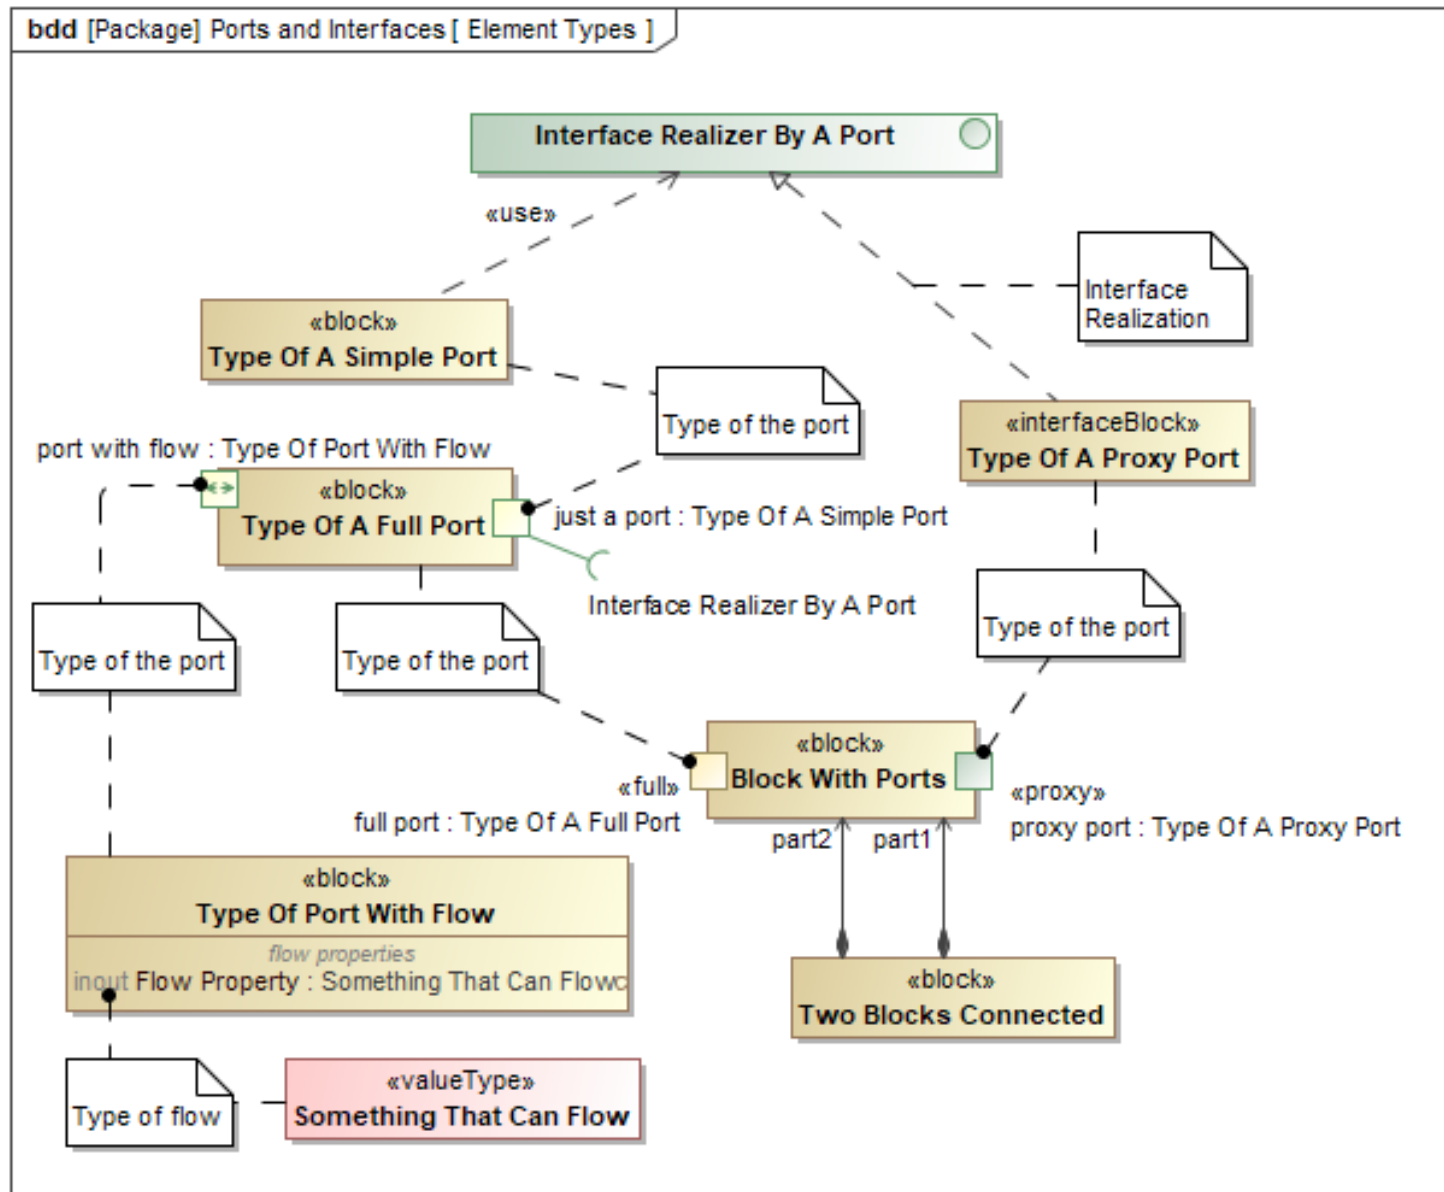 bdd [Package] Ports and Interfaces [ Element Types ]
Interface Realizer By A Port
«use»
Interface
Realization
«block»
Type Of A Simple Port
Type of the port
«interfaceBlock»
Type Of A Proxy Port
port with flow : Type Of Port With Flow
«block»
Type Of A Full Port
just a port : Type Of A Simple Port
Interface Realizer By A Port
Type of the port
Type of the port
Type of the port
«block»
Block With Ports
«full»
full port : Type Of A Full Port
«proxy»
proxy port : Type Of A Proxy Port
part2
part1
«block»
Type Of Port With Flow
flow properties
inout Flow Property : Something That Can Flow
«block»
Two Blocks Connected
Type of flow
«valueType»
Something That Can Flow